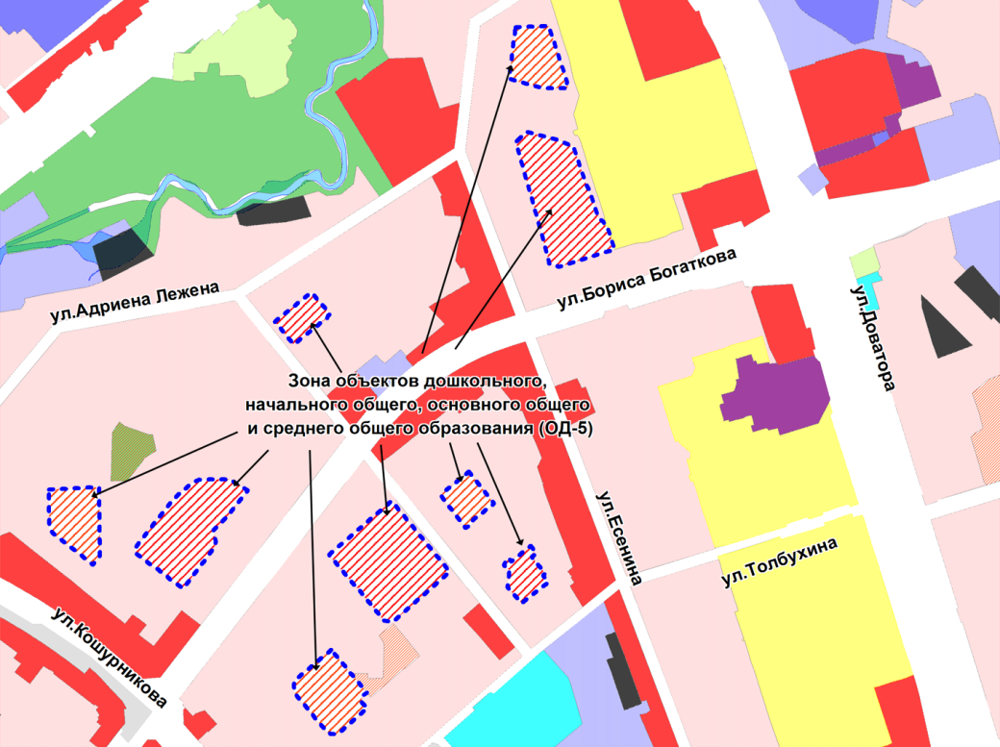 ул.Бориса Богаткова
ул.Адриена Лежена
ул.Доватора
Зона объектов дошкольного,
начального общего, основного общего
и среднего общего образования (ОД-5)
ул.Есенина
ул.Толбухина
ул.Кошурникова